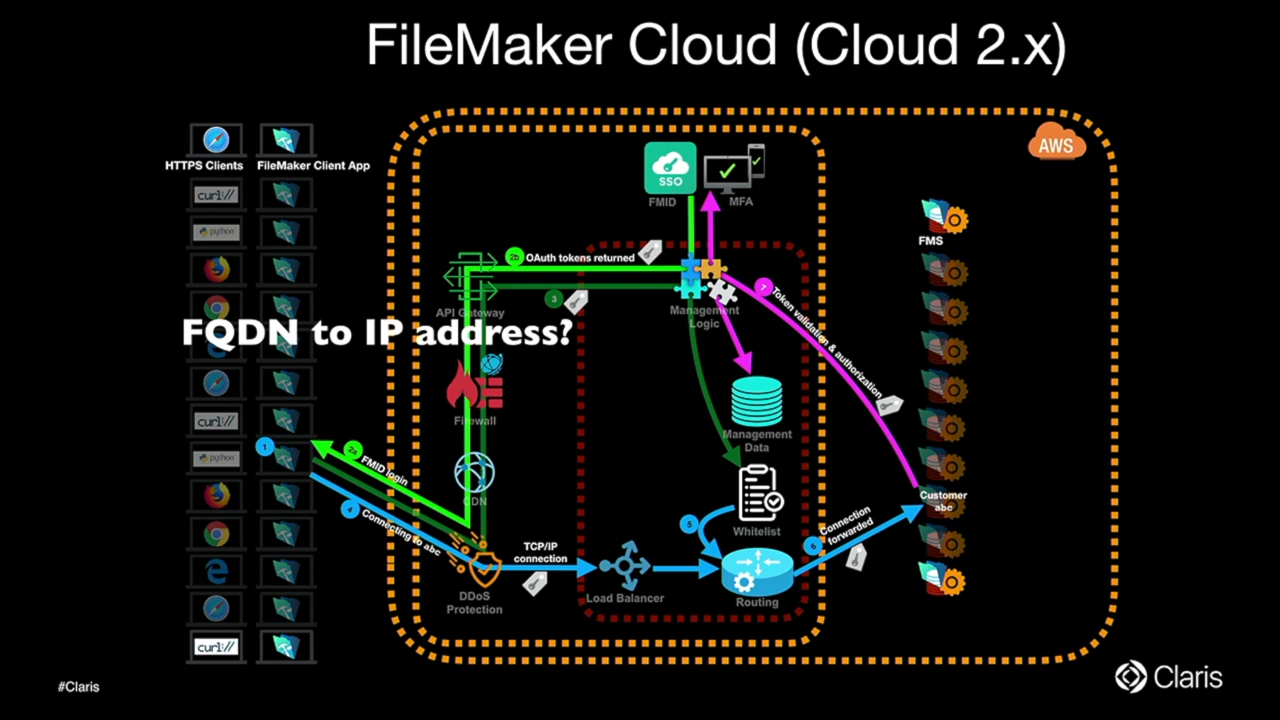 FileMaker Cloud (Cloud 2.x)
AWS
HTTPS Clients
FileMaker Client App
curl://
python
SSO
FMID
MFA
FMS
2b
OAuth tokens returned
3
API Gateway
Management
Logic
7
Token validation & authorization
FQDN to IP address?
Firewall
curl://
Management
Data
python
1
2a
FMID login
CDN
4
Connecting to abc
5
Whitelist
Customer
abc
6
Connection
forwarded
TCP/IP
connection
DDoS
Protection
Load Balancer
Routing
curl://
#Claris
Claris